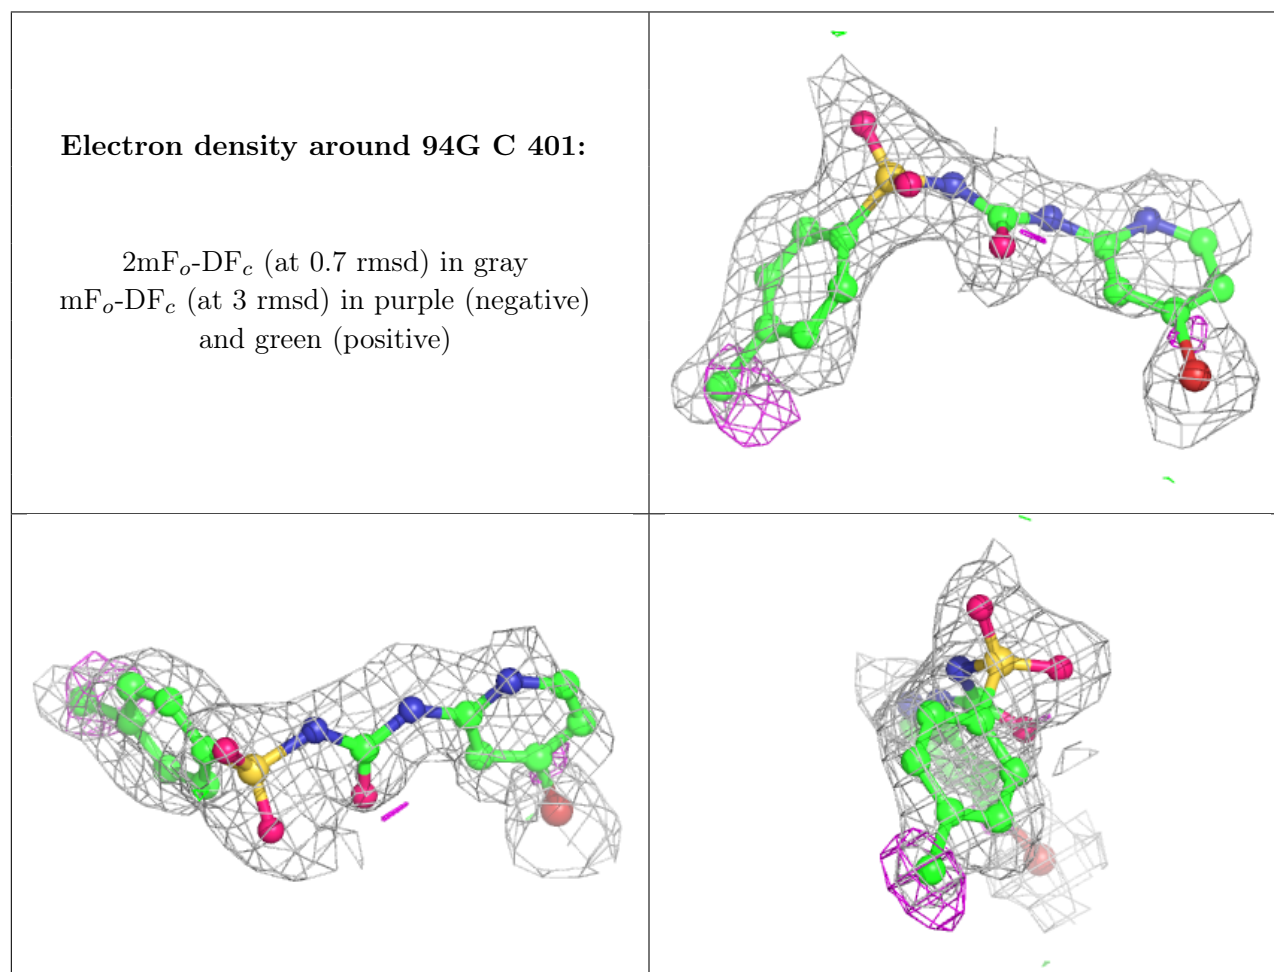 Electron density around 94G C 401:
2mFₒ-DF𝒸 (at 0.7 rmsd) in gray
mFₒ-DF𝒸 (at 3 rmsd) in purple (negative)
and green (positive)